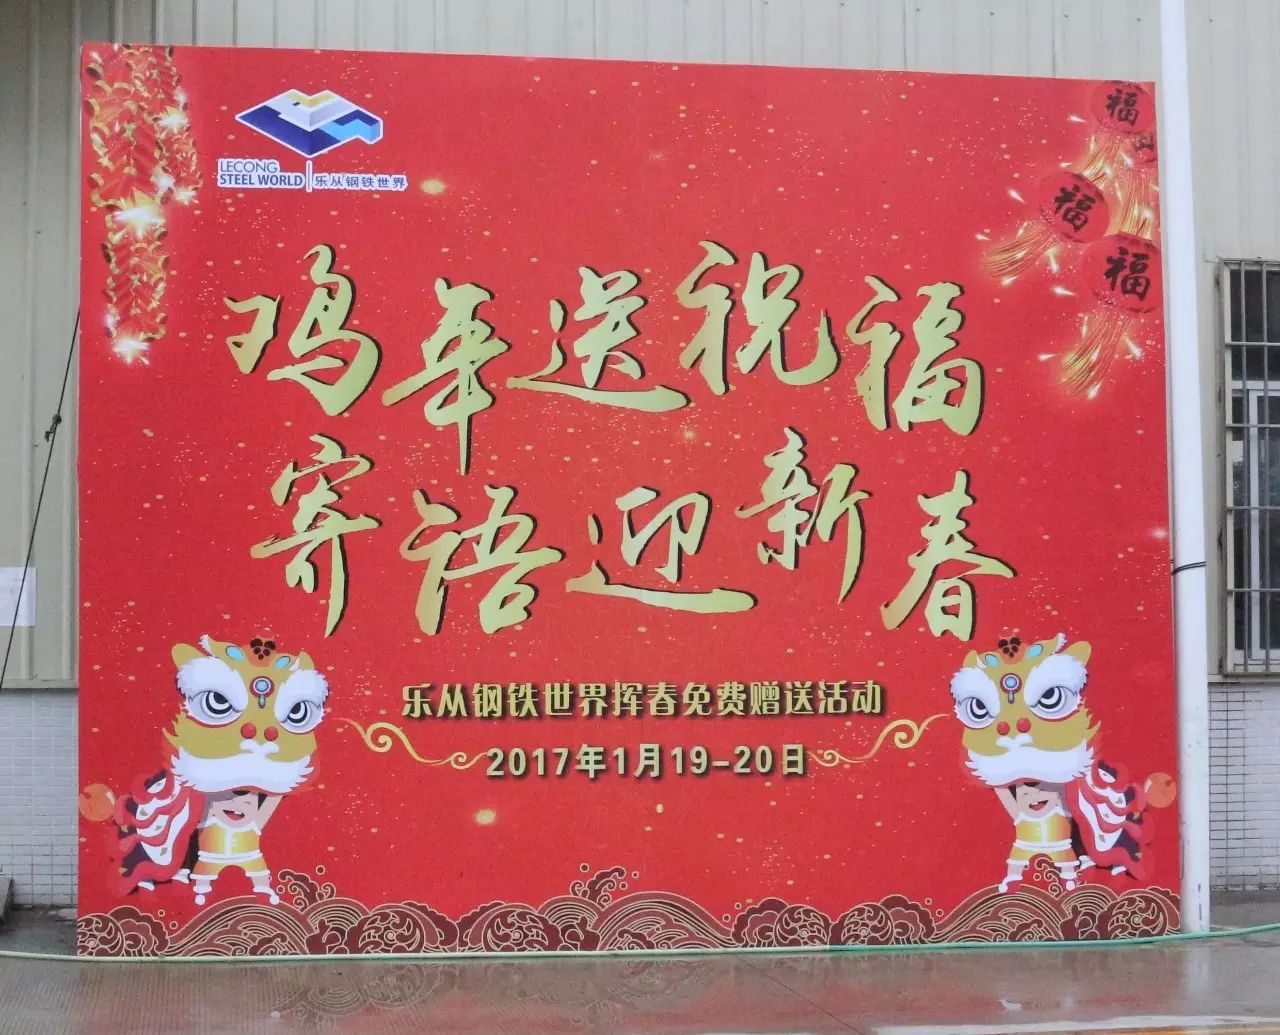 LECONG
STEEL WORLD 乐从钢铁世界
福
福
福
鸡年送祝福
寄语迎新春
乐从钢铁世界挥春免费赠送活动
2017年1月19-20日